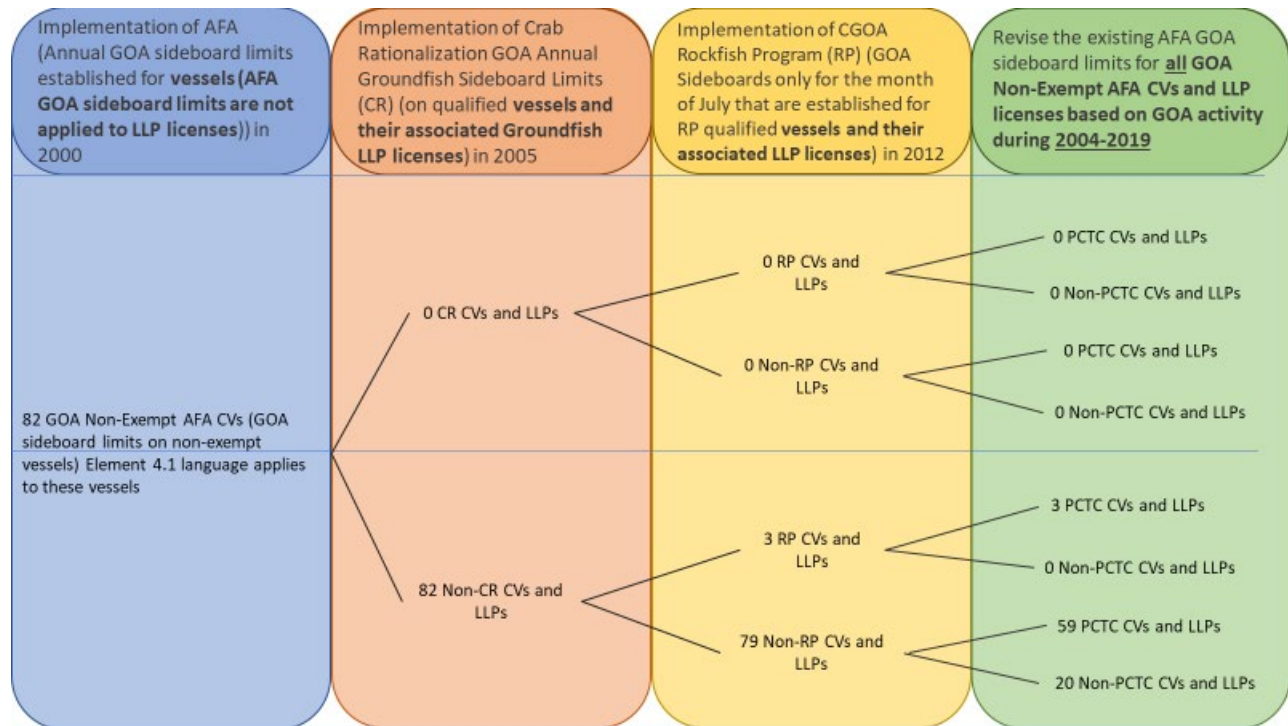 Implementation of AFA
(Annual GOA sideboard limits
established for vessels (AFA
GOA sideboard limits are not
applied to LLP licenses)) in
2000
Implementation of Crab
Rationalization GOA Annual
Groundfish Sideboard Limits
(CR) (on qualified vessels and
their associated Groundfish
LLP licenses) in 2005
Implementation of CGOA
Rockfish Program (RP) (GOA
Sideboards only for the month
of July that are established for
RP qualified vessels and their
associated LLP licenses) in 2012
Revise the existing AFA GOA
sideboard limits for all GOA
Non-Exempt AFA CVs and LLP
licenses based on GOA activity
during 2004-2019
82 GOA Non-Exempt AFA CVs (GOA
sideboard limits on non-exempt
vessels) Element 4.1 language applies
to these vessels
0 CR CVs and LLPs
82 Non-CR CVs and
LLPs
0 RP CVs and
LLPs
0 Non-RP CVs and
LLPs
3 RP CVs and
LLPs
79 Non-RP CVs and
LLPs
0 PCTC CVs and LLPs
0 Non-PCTC CVs and LLPs
0 PCTC CVs and LLPs
0 Non-PCTC CVs and LLPs
3 PCTC CVs and LLPs
0 Non-PCTC CVs and LLPs
59 PCTC CVs and LLPs
20 Non-PCTC CVs and LLPs